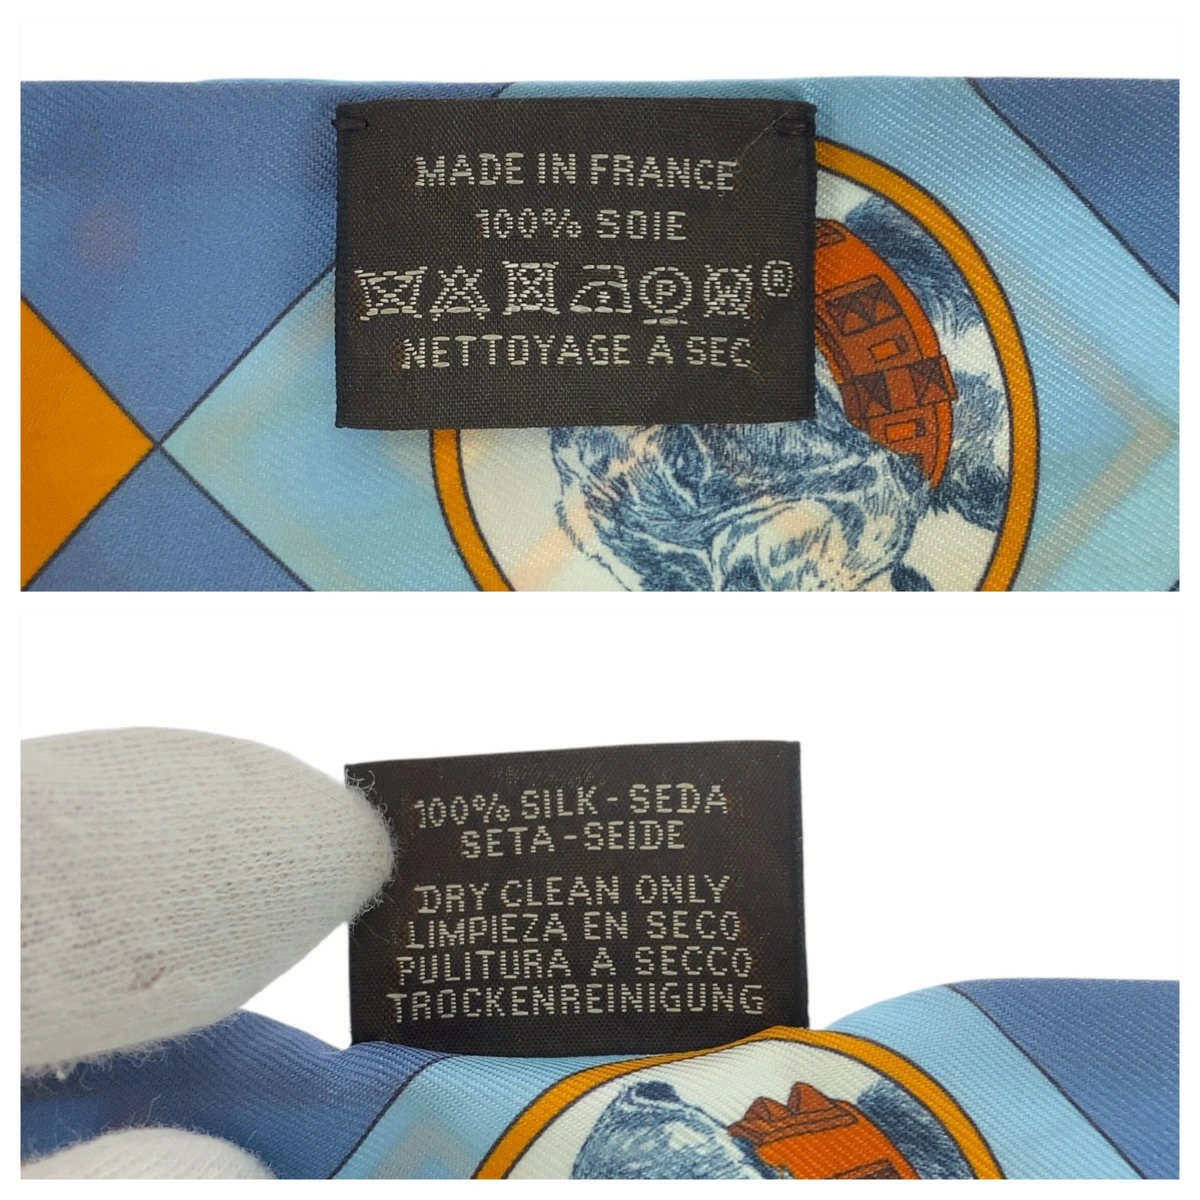 MADE IN FRANCE
100% SOIE
P W ®
NETTOYAGE A SEC
100% SILK - SEDA
SETA - SEIDE
DRY CLEAN ONLY
LIMPIEZA EN SECO
PULITURA A SECCO
TROCKENREINIGUNG